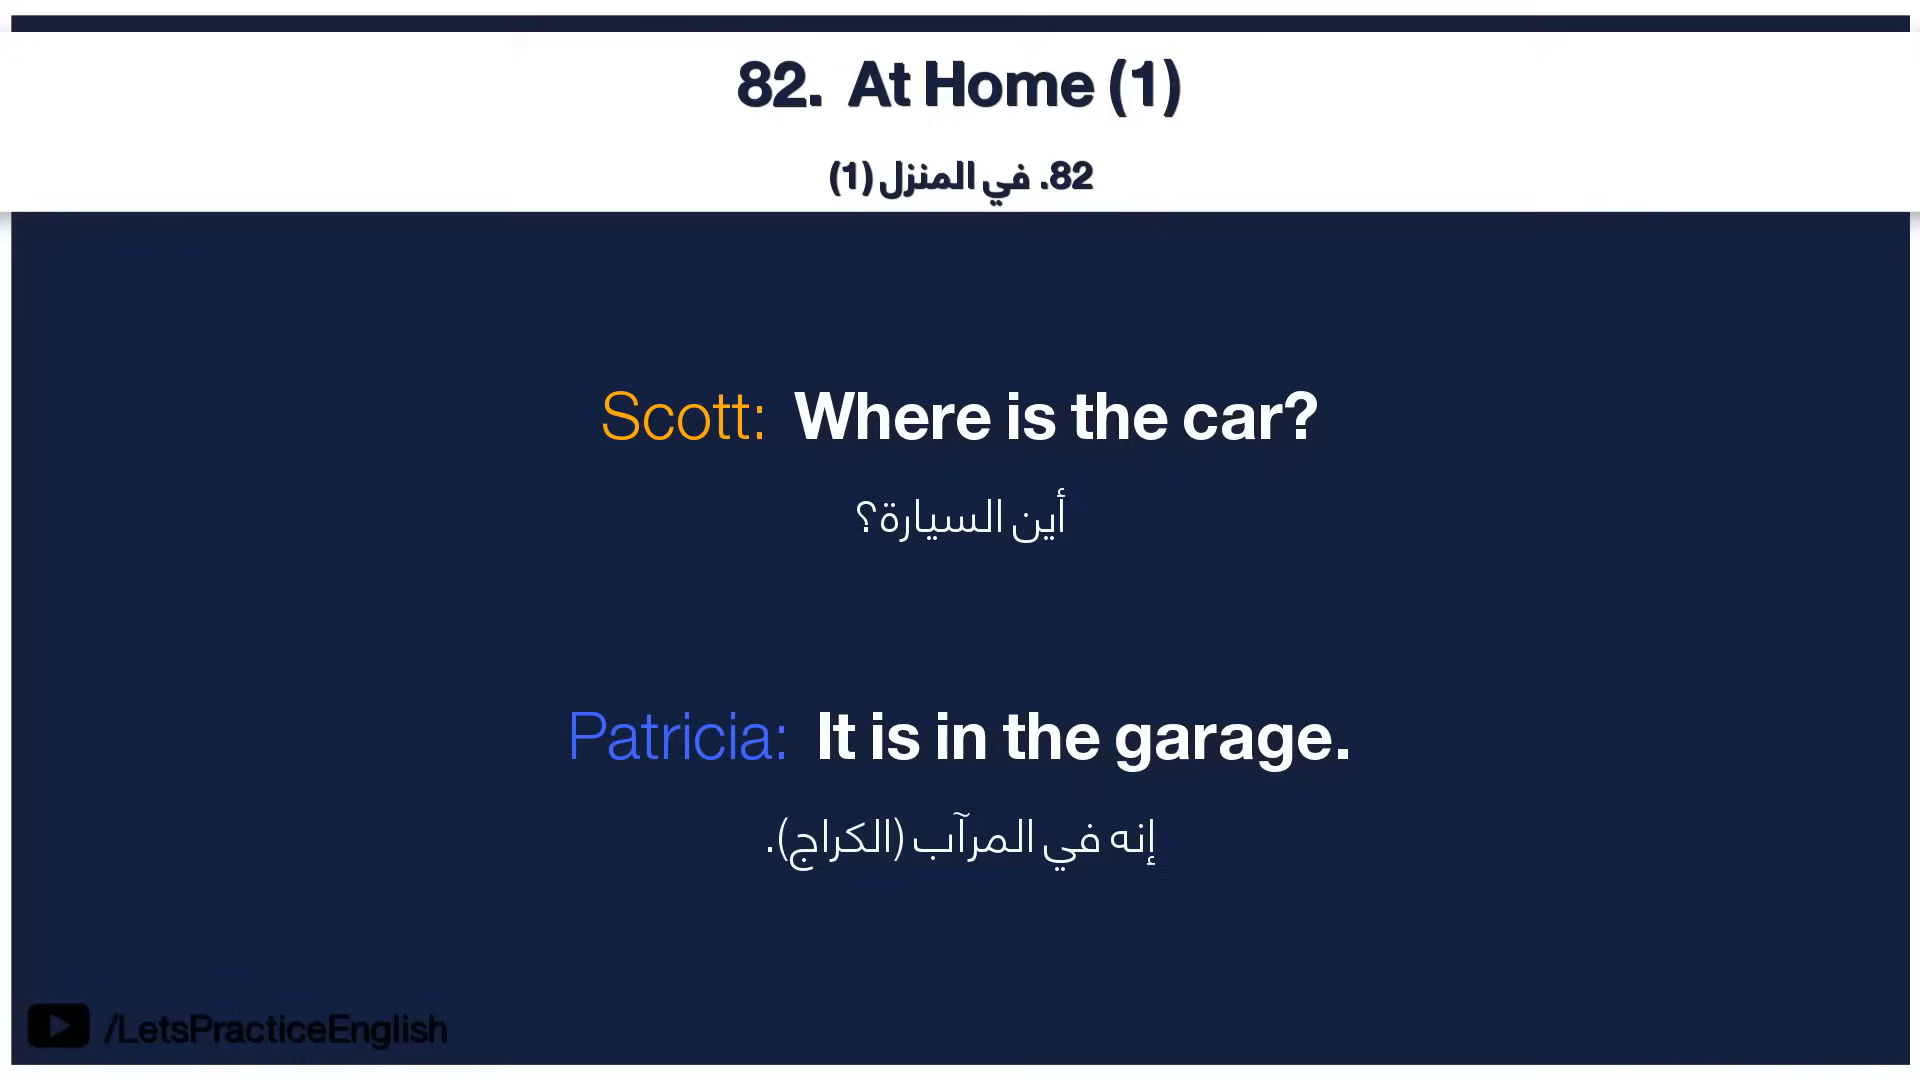 82. At Home (1)
82. في المنزل (1)
Scott: Where is the car?
أين السيارة؟
Patricia: It is in the garage.
إنه في المرآب (الكراج).
/LetsPracticeEnglish